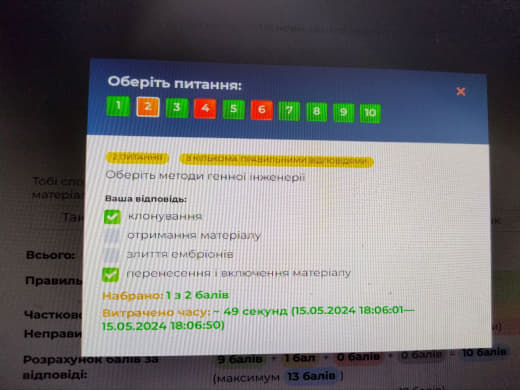 Оберіть питання:
1 2 3 4 5 6 7 8 9 10
2 ПИТАННЯ З КІЛЬКОМА ПРАВИЛЬНИМИ ВІДПОВІДЯМИ
Оберіть методи генної інженерії
Ваша відповідь:
клонування
отримання матеріалу
злиття ембріонів
перенесення і включення матеріалу
Набрано: 1 з 2 балів
Витрачено часу: ~ 49 секунд (15.05.2024 18:06:01—
15.05.2024 18:06:50)
Тобі спо
матеріал
Так
Всього:
Правиль
Частково
Неправи
Розрахунок балів за 9 балів + 1 бал + 0 балів + 0 балів = 10 балів
відповіді: (максимум 13 балів)